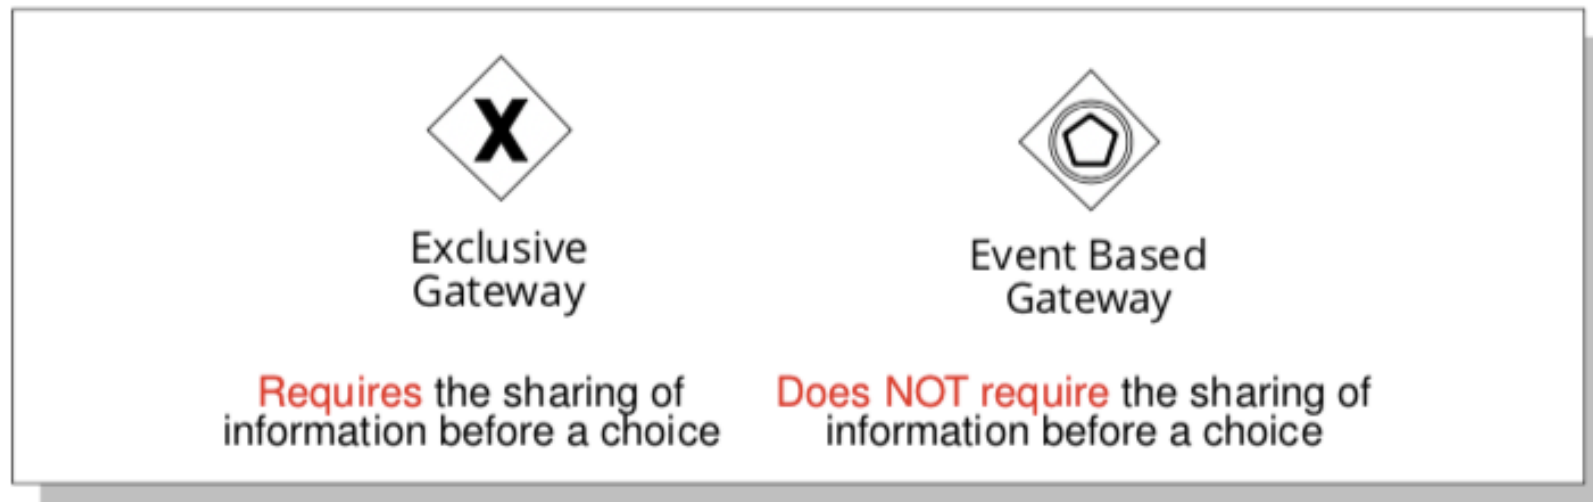 X
Exclusive
Gateway
Requires the sharing of
information before a choice
Event Based
Gateway
Does NOT require the sharing of
information before a choice